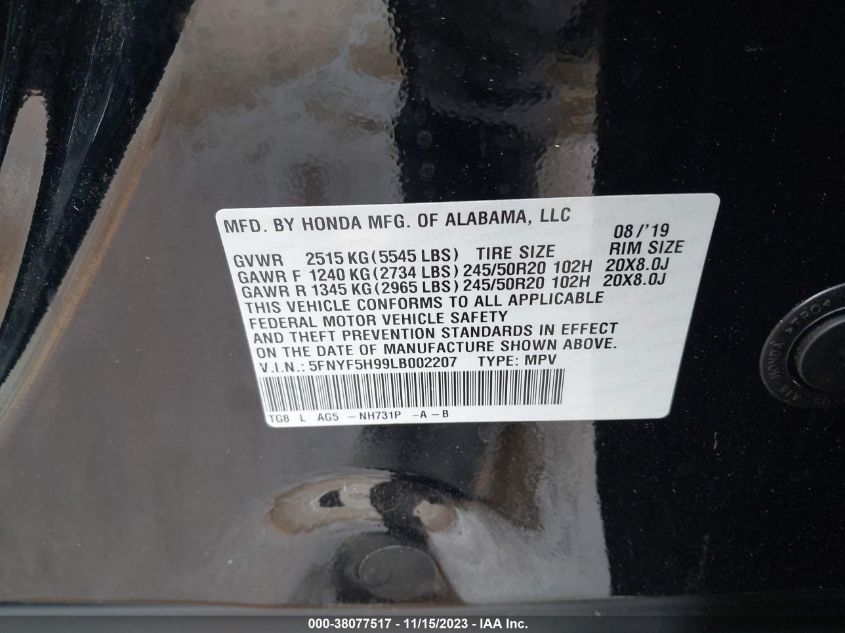 MFD. BY HONDA MFG. OF ALABAMA, LLC 08/'19
GVWR 2515 KG (5545 LBS) TIRE SIZE RIM SIZE
GAWR F 1240 KG (2734 LBS) 245/50R20 102H 20X8.0J
GAWR R 1345 KG (2965 LBS) 245/50R20 102H 20X8.0J
THIS VEHICLE CONFORMS TO ALL APPLICABLE
FEDERAL MOTOR VEHICLE SAFETY
AND THEFT PREVENTION STANDARDS IN EFFECT
ON THE DATE OF MANUFACTURE SHOWN ABOVE.
V.I.N.: 5FNYF5H99LB002207 TYPE: MPV
TG8 L AG5 -NH731P -A-B
000-38077517 - 11/15/2023 - IAA Inc.